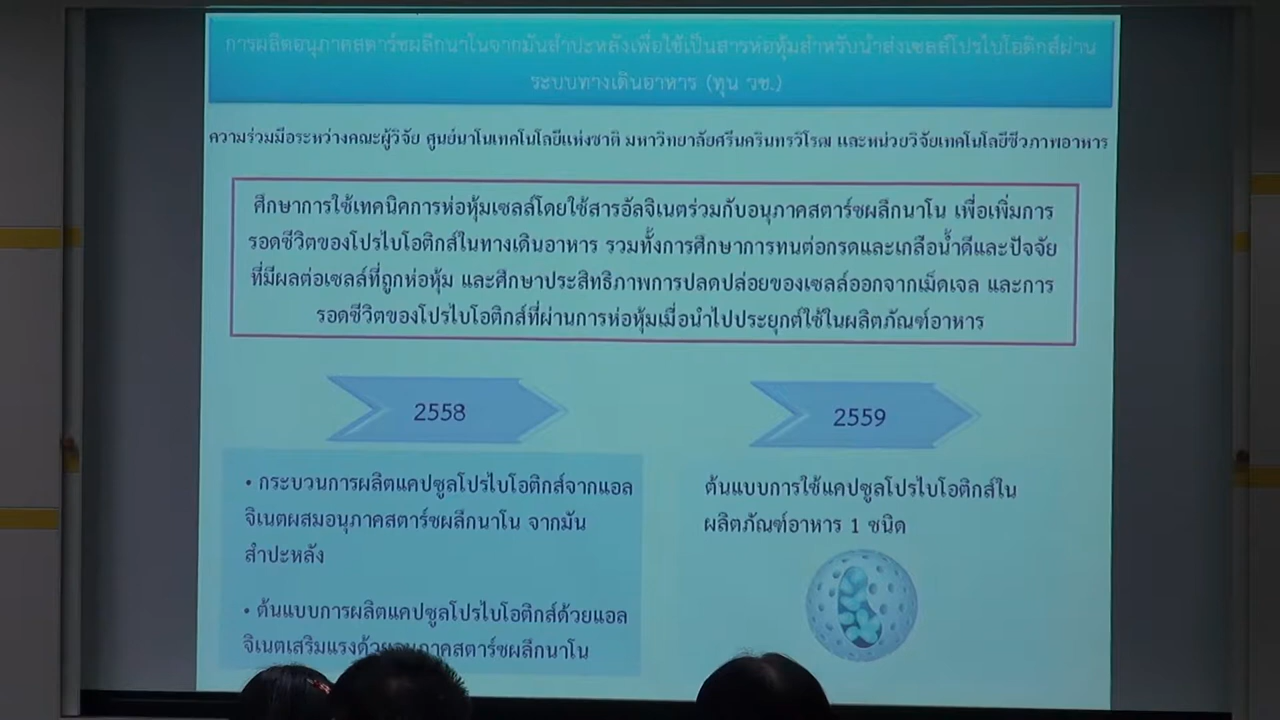 การผลิตอนุภาคสตาร์ชผลึกนาโนจากมันสำปะหลังเพื่อใช้เป็นสารห่อหุ้มสำหรับนำส่งเซลล์โปรไบโอติกส์ผ่าน
ระบบทางเดินอาหาร (ทุน วช.)
ความร่วมมือระหว่างคณะผู้วิจัย ศูนย์นาโนเทคโนโลยีแห่งชาติ มหาวิทยาลัยศรีนครินทรวิโรฒ และหน่วยวิจัยเทคโนโลยีชีวภาพอาหาร
ศึกษาการใช้เทคนิคการห่อหุ้มเซลล์โดยใช้สารอัลจิเนตร่วมกับอนุภาคสตาร์ชผลึกนาโน เพื่อเพิ่มการ
รอดชีวิตของโปรไบโอติกส์ในทางเดินอาหาร รวมทั้งการศึกษาการทนต่อกรดและเกลือน้ำดีและปัจจัย
ที่มีผลต่อเซลล์ที่ถูกห่อหุ้ม และศึกษาประสิทธิภาพการปลดปล่อยของเซลล์ออกจากเม็ดเจล และการ
รอดชีวิตของโปรไบโอติกส์ที่ผ่านการห่อหุ้มเมื่อนำไปประยุกต์ใช้ในผลิตภัณฑ์อาหาร
2558
• กระบวนการผลิตแคปซูลโปรไบโอติกส์จากแอล
จิเนตผสมอนุภาคสตาร์ชผลึกนาโน จากมัน
สำปะหลัง
• ต้นแบบการผลิตแคปซูลโปรไบโอติกส์ด้วยแอล
จิเนตเสริมแรงด้วยอนุภาคสตาร์ชผลึกนาโน
2559
ต้นแบบการใช้แคปซูลโปรไบโอติกส์ใน
ผลิตภัณฑ์อาหาร 1 ชนิด